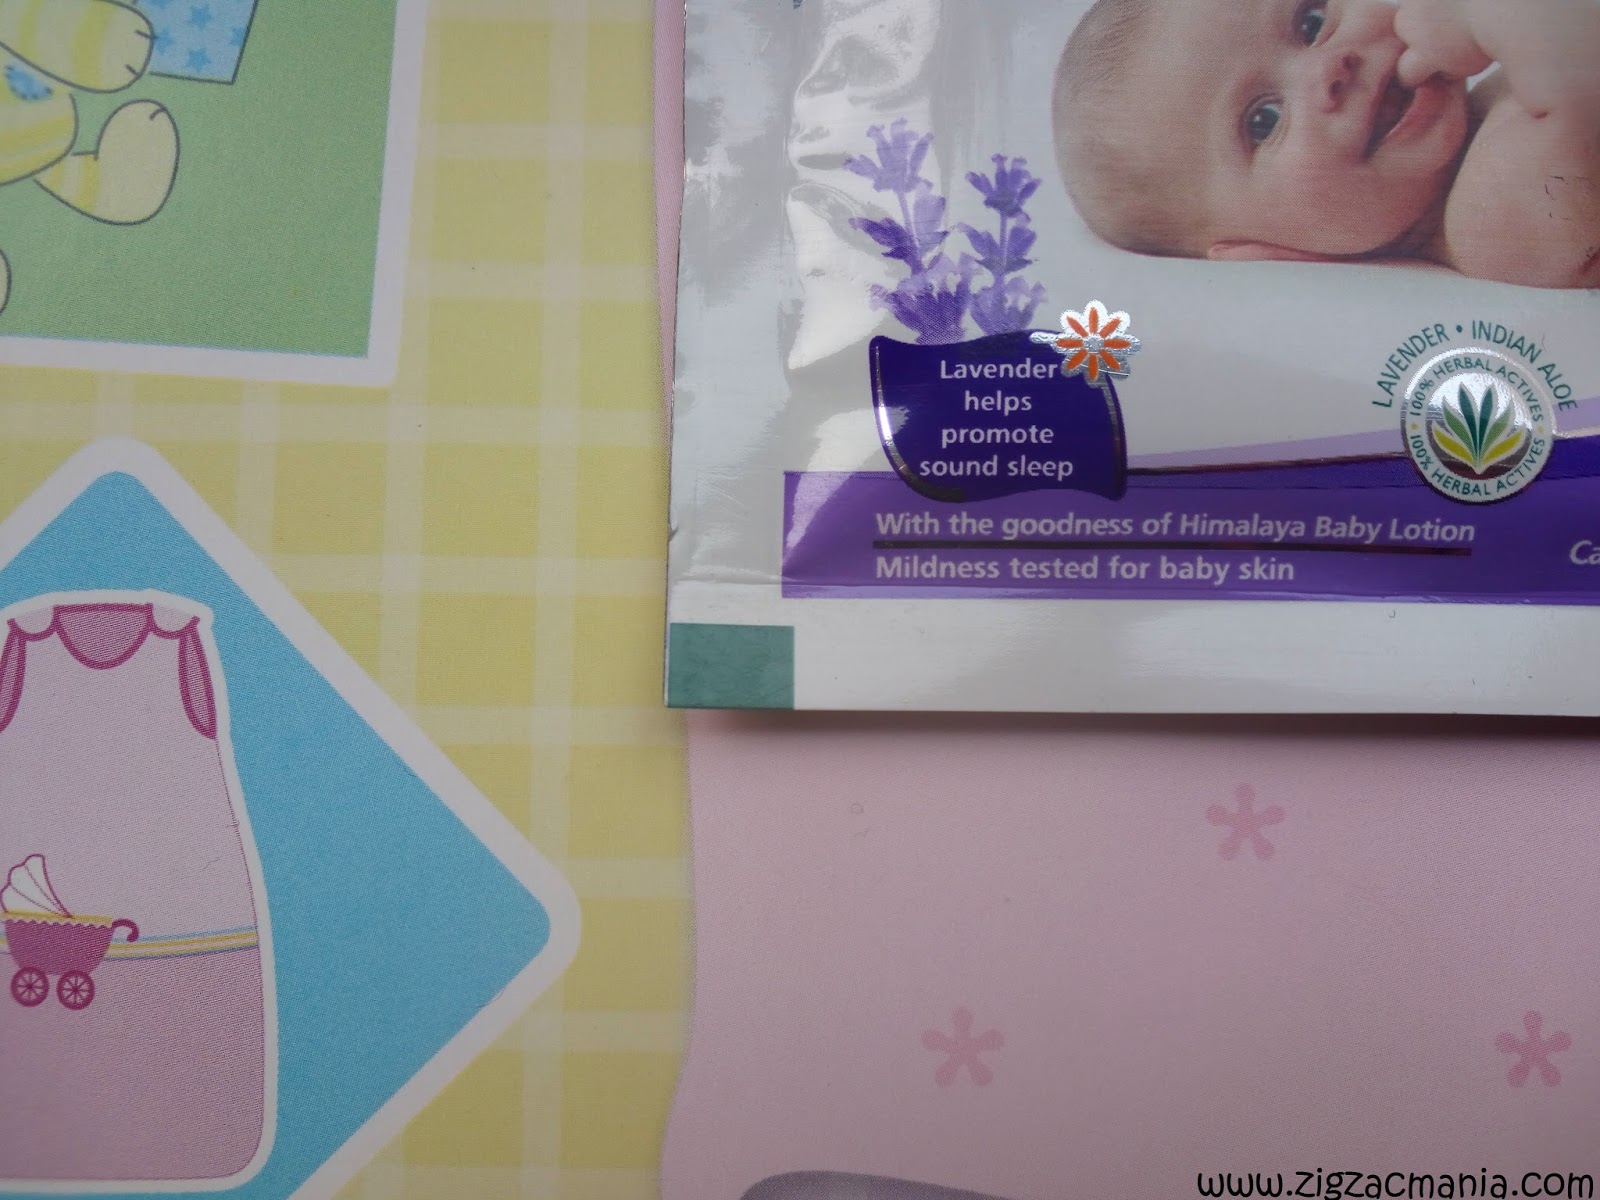 Lavender
helps
promote
sound sleep
LAVENDER • INDIAN ALOE
100% HERBAL ACTIVES • 100% HERBAL ACTIVES •
With the goodness of Himalaya Baby Lotion
Mildness tested for baby skin
Ca
www.zigzacmania.com